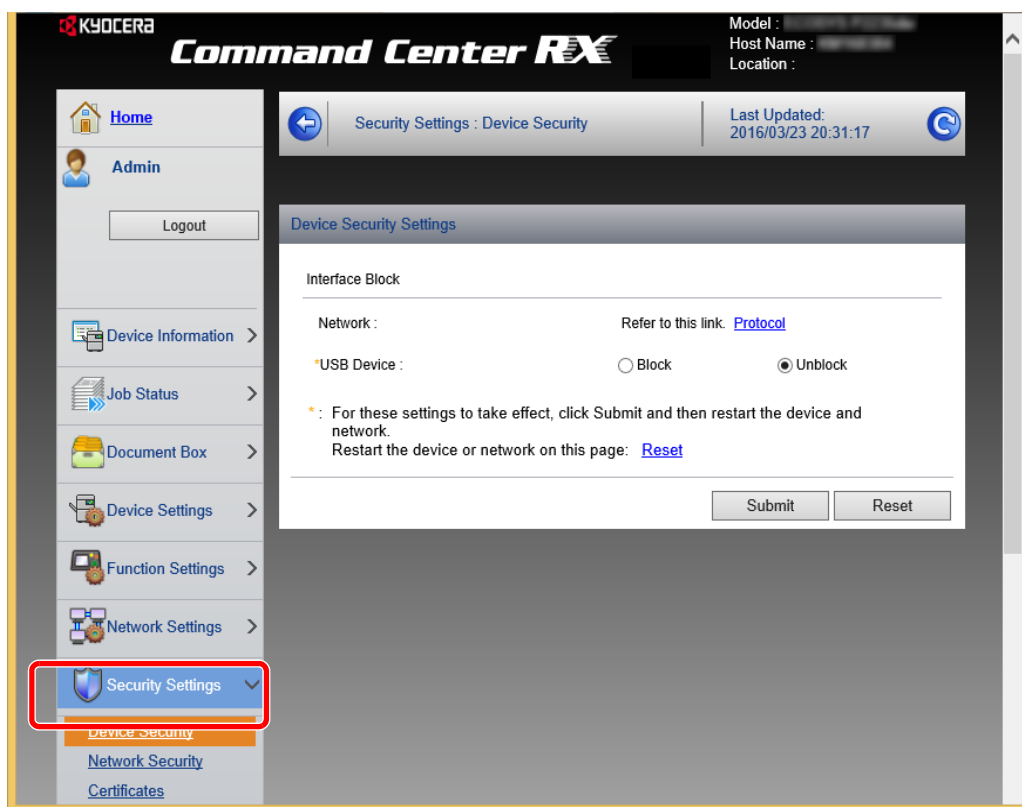 KYOCERA
Command Center RX
Model :
Host Name :
Location :
Home
Admin
Logout
Device Information
Job Status
Document Box
Device Settings
Function Settings
Network Settings
Security Settings
Device Security
Network Security
Certificates
Security Settings : Device Security
Last Updated:
2016/03/23 20:31:17
Device Security Settings
Interface Block
Network : Refer to this link. Protocol
*USB Device : Block Unblock
* : For these settings to take effect, click Submit and then restart the device and
network.
Restart the device or network on this page: Reset
Submit Reset